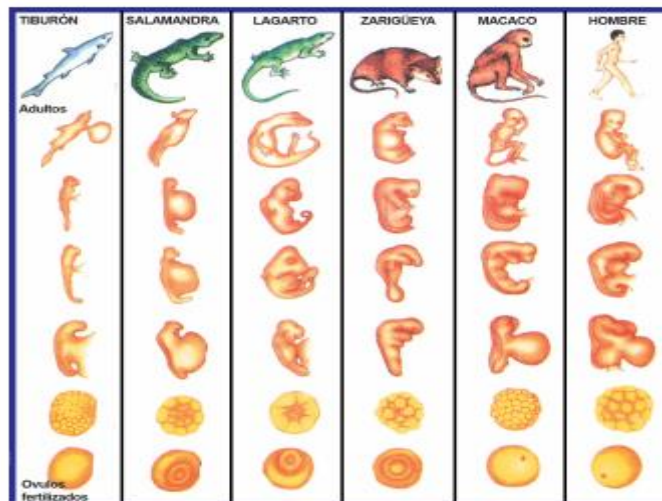 TIBURÓN SALAMANDRA LAGARTO ZARIGÜEYA MACACO HOMBRE
Adultos
Ovulos
fertilizados